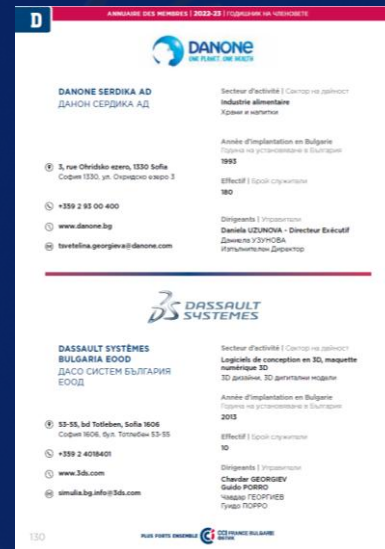 D
ANNUAIRE DES MEMBRES | 2022-23 | ГОДИШНИК НА ЧЛЕНОВЕТЕ
DANONE
ONE PLANET. ONE HEALTH
DANONE SERDIKA AD
ДАНОН СЕРДИКА АД
3, rue Ohridsko ezero, 1330 Sofia
София 1330, ул. Охридско езеро 3
+359 2 93 00 400
www.danone.bg
tsvetelina.georgieva@danone.com
Secteur d'activité | Сектор на дейност
Industrie alimentaire
Храни и напитки
Année d'implantation en Bulgarie
Година на установяване в България
1993
Effectif | Брой служители
180
Dirigeants | Управители
Daniela UZUNOVA - Directeur Exécutif
Даниела УЗУНОВА
Изпълнителен Директор
DASSAULT
SYSTEMES
DASSAULT SYSTÈMES
BULGARIA EOOD
ДАСО СИСТЕМ БЪЛГАРИЯ
ЕООД
53-55, bd Totleben, Sofia 1606
София 1606, бул. Тотлебен 53-55
+359 2 4018401
www.3ds.com
simulia.bg.info@3ds.com
Secteur d'activité | Сектор на дейност
Logiciels de conception en 3D, maquette
numérique 3D
3D дизайни, 3D дигитални модели
Année d'implantation en Bulgarie
Година на установяване в България
2013
Effectif | Брой служители
10
Dirigeants | Управители
Chavdar GEORGIEV
Guido PORRO
Чавдар ГЕОРГИЕВ
Гуидо ПОРРО
130
PLUS FORTS ENSEMBLE
CCI FRANCE BULGARIE